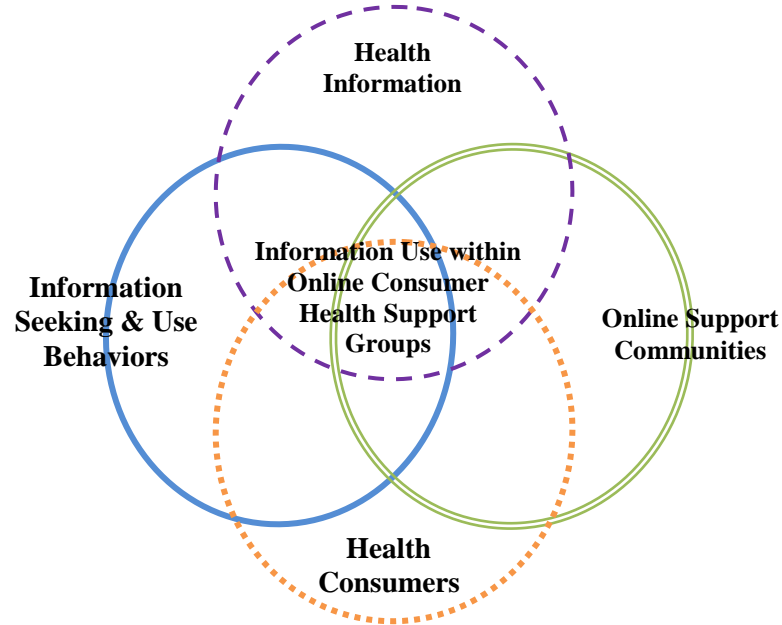 Health
Information
Information Use within
Online Consumer
Health Support
Groups
Information
Seeking & Use
Behaviors
Online Support
Communities
Health
Consumers